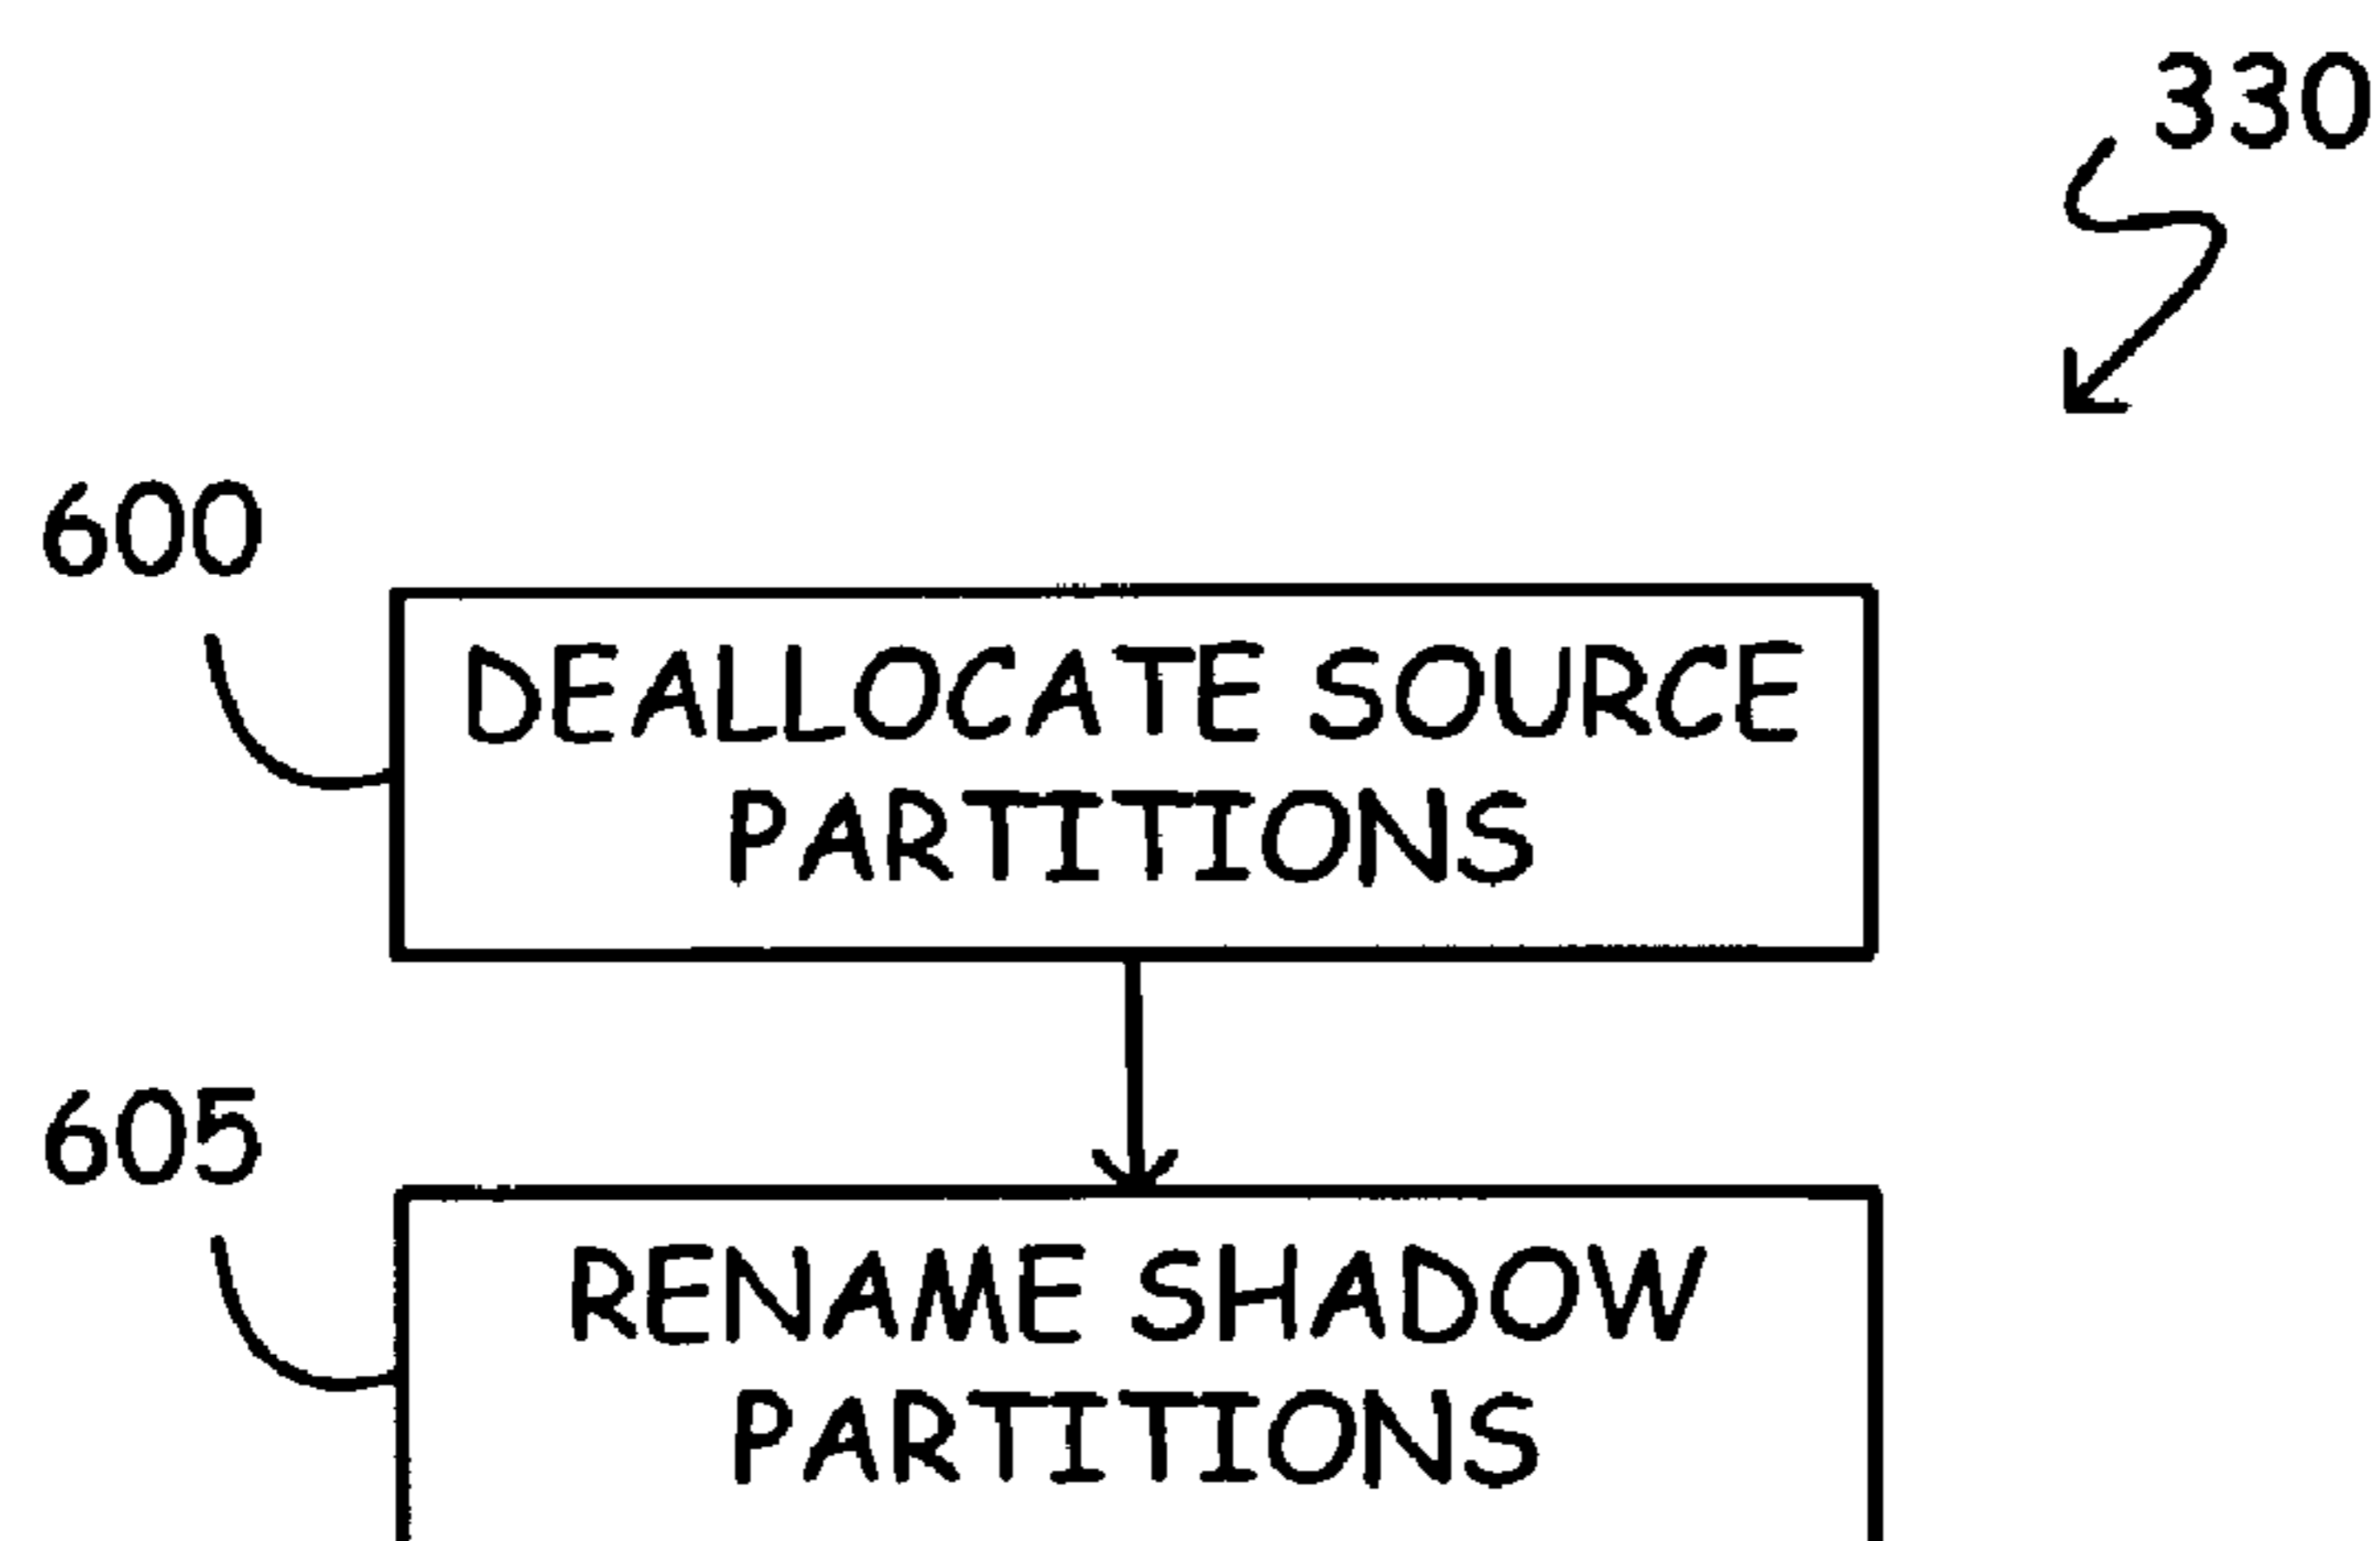 330
600
DEALLOCATE SOURCE
PARTITIONS
605
RENAME SHADOW
PARTITIONS